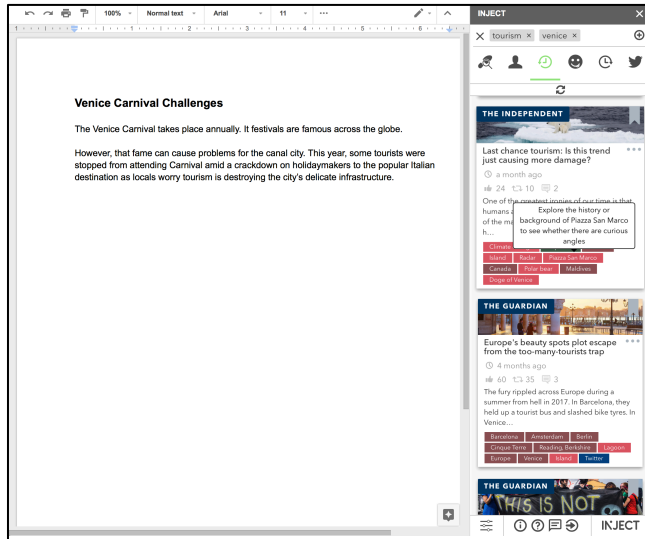 100%
Normal text
Arial
11
INJECT
tourism × venice ×
Venice Carnival Challenges
The Venice Carnival takes place annually. It festivals are famous across the globe.
However, that fame can cause problems for the canal city. This year, some tourists were
stopped from attending Carnival amid a crackdown on holidaymakers to the popular Italian
destination as locals worry tourism is destroying the city's delicate infrastructure.
THE INDEPENDENT
Last chance tourism: Is this trend
just causing more damage?
a month ago
24 10 2
One of the greatest ironies of our time is that
humans a
of the ma
h...
Explore the history or
background of Piazza San Marco
to see whether there are curious
angles
Climate
Island Radar Piazza San Marco
Canada Polar bear Maldives
Doge of Venice
THE GUARDIAN
Europe's beauty spots plot escape
from the too-many-tourists trap
4 months ago
60 35 3
The fury rippled across Europe during a
summer from hell in 2017. In Barcelona, they
held up a tourist bus and slashed bike tyres. In
Venice...
Barcelona Amsterdam Berlin
Cinque Terre Reading, Berkshire Lagoon
Europe Venice Island Twitter
THE GUARDIAN
THIS IS NOT
INJECT